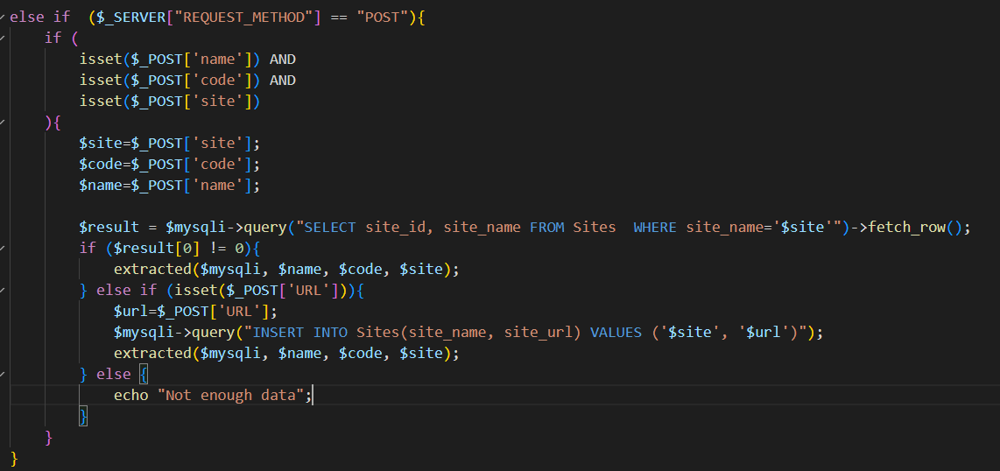 else if  ($_SERVER["REQUEST_METHOD"] == "POST"){
    if (
        isset($_POST['name']) AND
        isset($_POST['code']) AND
        isset($_POST['site'])
    ){
        $site=$_POST['site'];
        $code=$_POST['code'];
        $name=$_POST['name'];

        $result = $mysqli->query("SELECT site_id, site_name FROM Sites  WHERE site_name='$site'")->fetch_row();
        if ($result[0] != 0){
            extracted($mysqli, $name, $code, $site);
        } else if (isset($_POST['URL'])){
            $url=$_POST['URL'];
            $mysqli->query("INSERT INTO Sites(site_name, site_url) VALUES ('$site', '$url')");
            extracted($mysqli, $name, $code, $site);
        } else {
            echo "Not enough data";
        }
    }
}